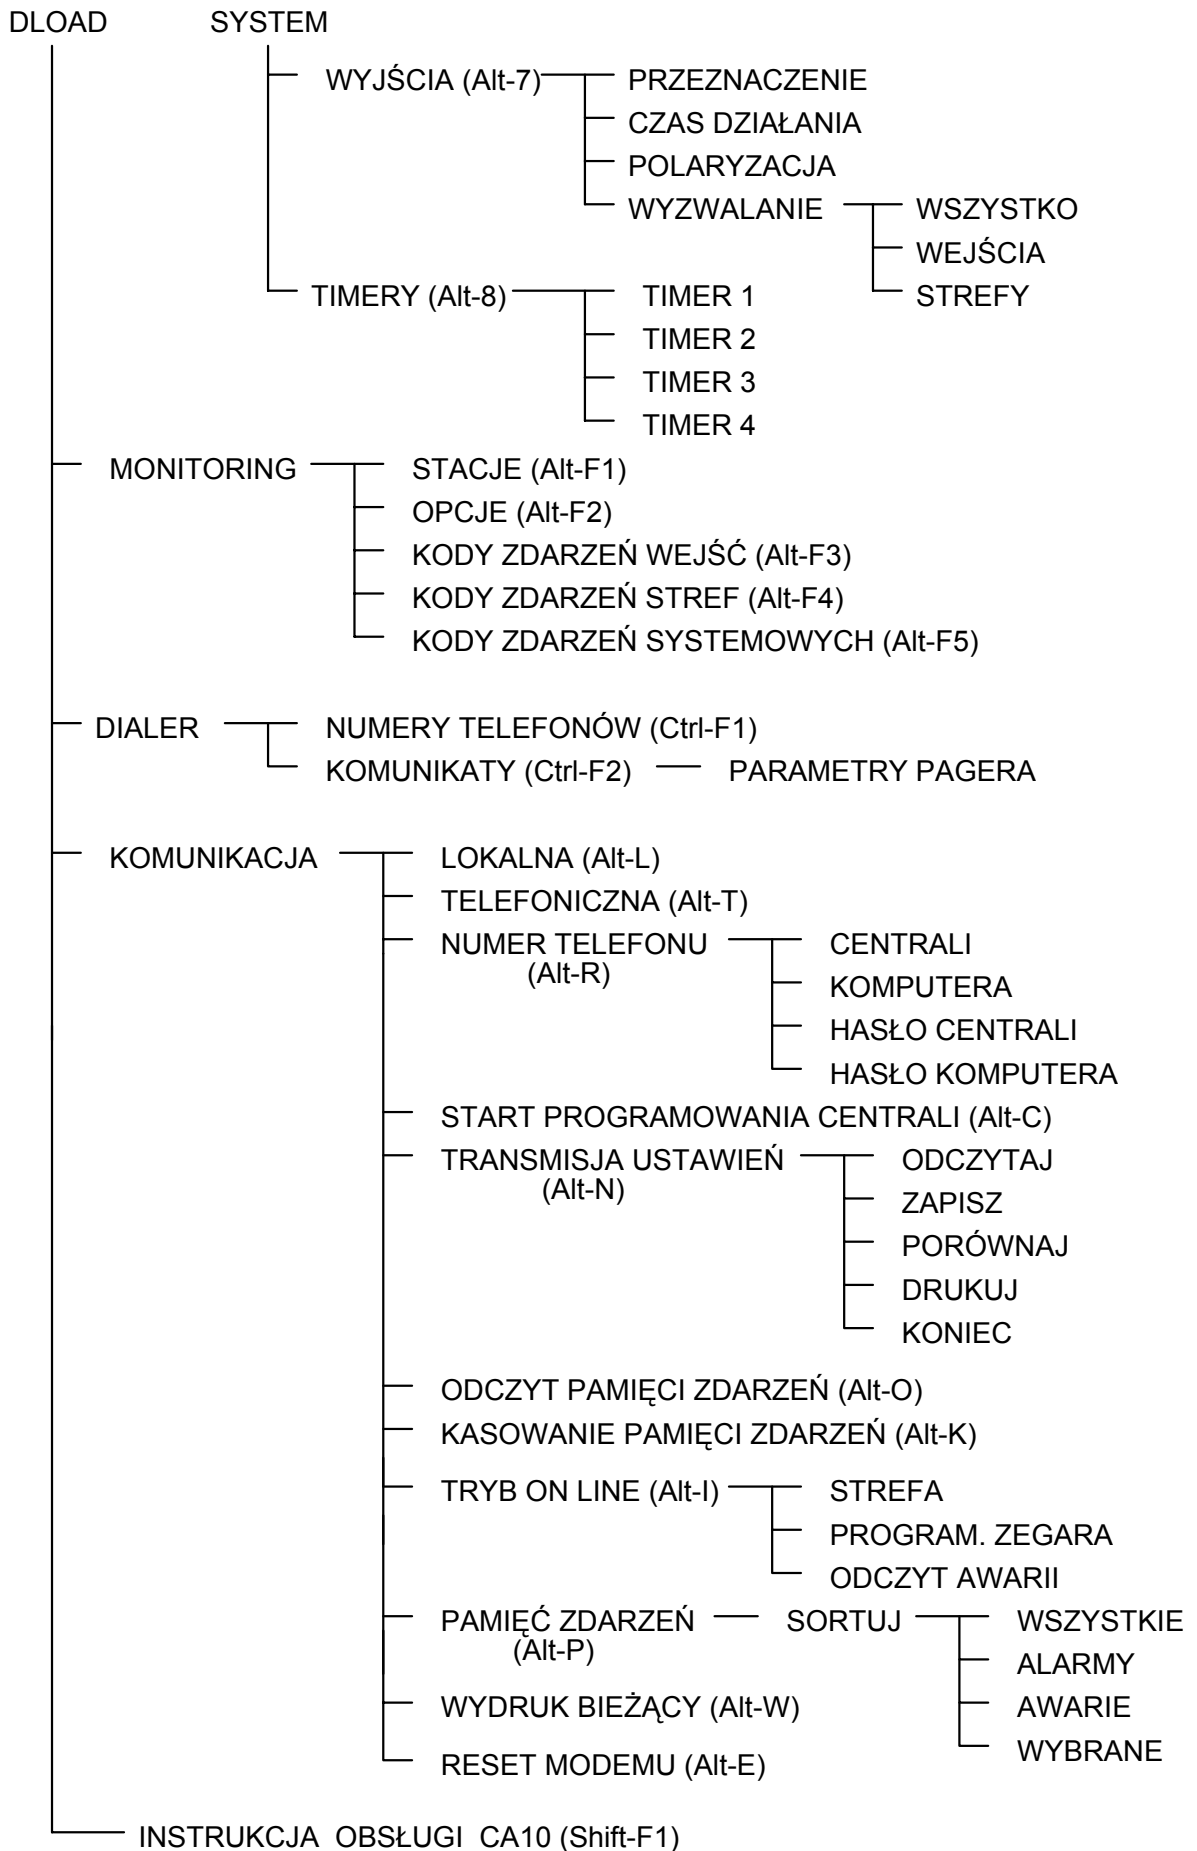 DLOAD SYSTEM
WYJŚCIA (Alt-7) PRZEZNACZENIE
CZAS DZIAŁANIA
POLARYZACJA
WYZWALANIE WSZYSTKO
WEJŚCIA
TIMERY (Alt-8) TIMER 1 STREFY
TIMER 2
TIMER 3
TIMER 4
MONITORING STACJE (Alt-F1)
OPCJE (Alt-F2)
KODY ZDARZEŃ WEJŚĆ (Alt-F3)
KODY ZDARZEŃ STREF (Alt-F4)
KODY ZDARZEŃ SYSTEMOWYCH (Alt-F5)
DIALER NUMERY TELEFONÓW (Ctrl-F1)
KOMUNIKATY (Ctrl-F2) PARAMETRY PAGERA
KOMUNIKACJA LOKALNA (Alt-L)
TELEFONICZNA (Alt-T)
NUMER TELEFONU CENTRALI
(Alt-R)
KOMPUTERA
HASŁO CENTRALI
HASŁO KOMPUTERA
START PROGRAMOWANIA CENTRALI (Alt-C)
TRANSMISJA USTAWIEŃ ODCZYTAJ
(Alt-N)
ZAPISZ
PORÓWNAJ
DRUKUJ
KONIEC
ODCZYT PAMIĘCI ZDARZEŃ (Alt-O)
KASOWANIE PAMIĘCI ZDARZEŃ (Alt-K)
TRYB ON LINE (Alt-I) STREFA
PROGRAM. ZEGARA
ODCZYT AWARII
PAMIĘĆ ZDARZEŃ SORTUJ WSZYSTKIE
(Alt-P)
ALARMY
WYDRUK BIEŻĄCY (Alt-W) AWARIE
WYBRANE
RESET MODEMU (Alt-E)
INSTRUKCJA OBSŁUGI CA10 (Shift-F1)